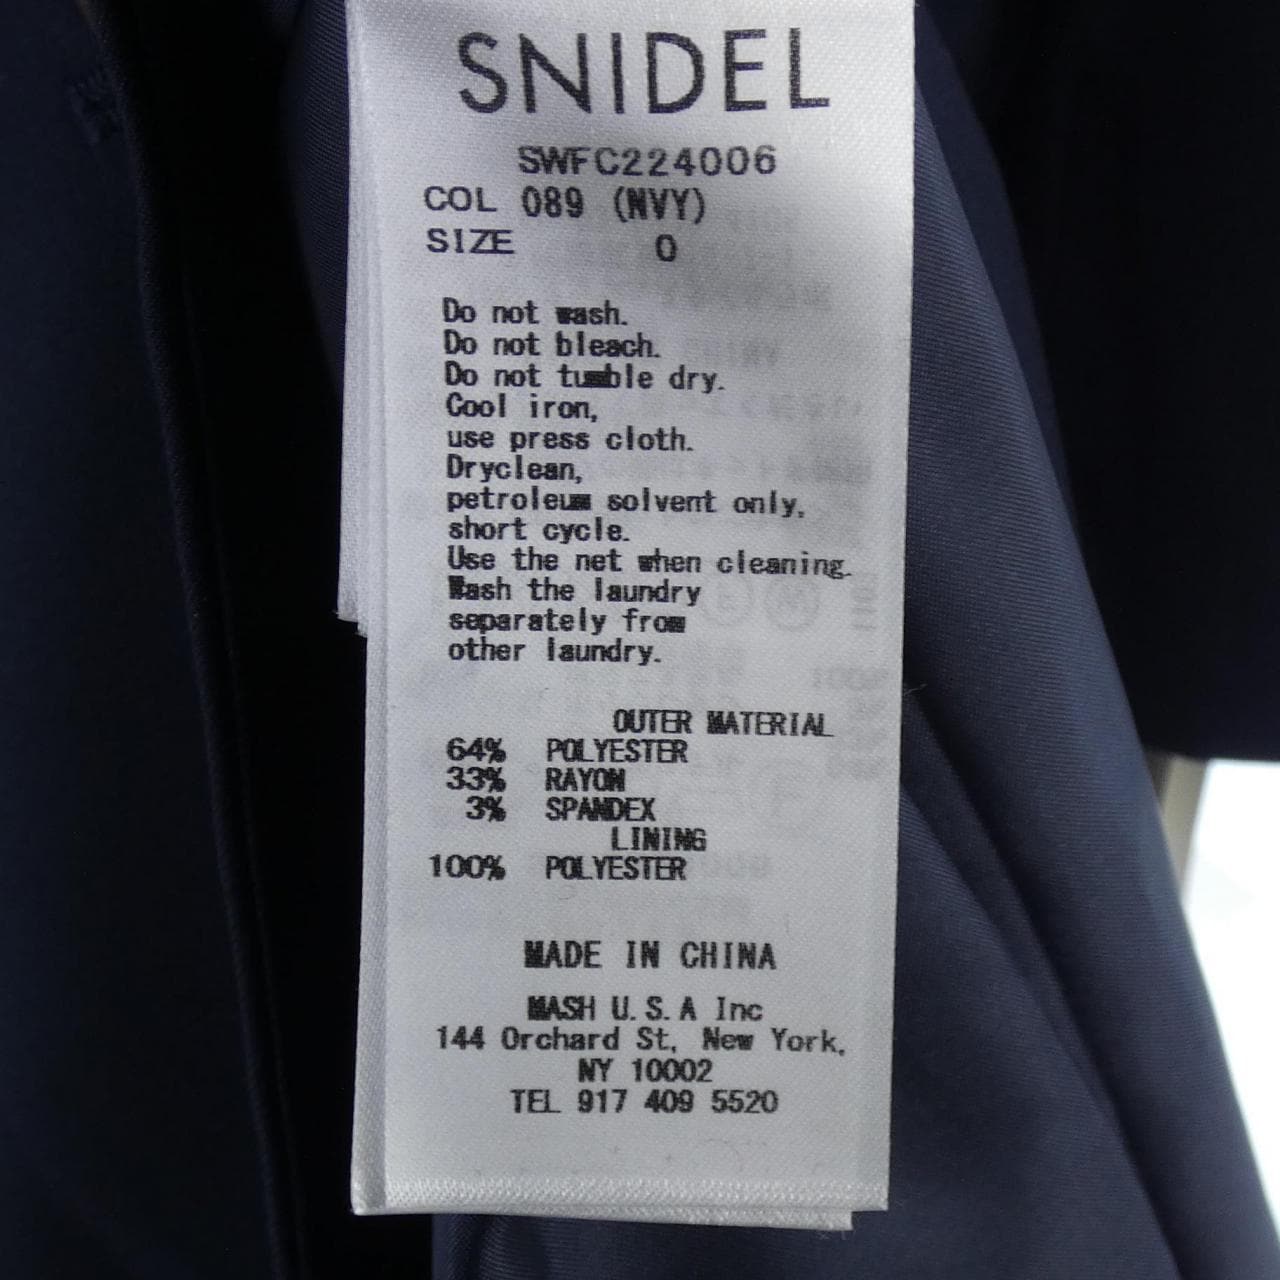 SNIDEL
SWFC224006
COL 089 (NVY)
SIZE 0
Do not wash.
Do not bleach.
Do not tumble dry.
Cool iron,
use press cloth.
Dryclean,
petroleum solvent only,
short cycle.
Use the net when cleaning.
Wash the laundry
separately from
other laundry.
OUTER MATERIAL
64% POLYESTER
33% RAYON
3% SPANDEX
LINING
100% POLYESTER
MADE IN CHINA
MASH U.S.A Inc
144 Orchard St, New York,
NY 10002
TEL 917 409 5520